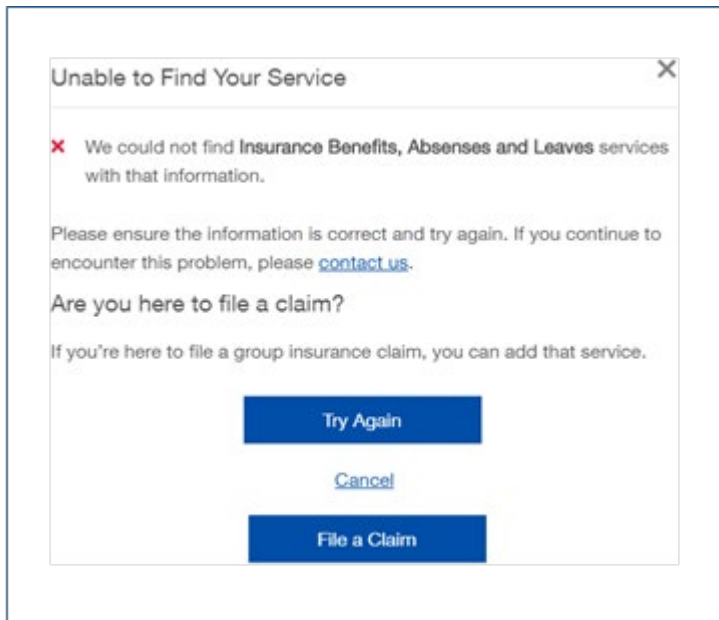 Unable to Find Your Service
We could not find Insurance Benefits, Absenses and Leaves services
with that information.
Please ensure the information is correct and try again. If you continue to
encounter this problem, please contact us.
Are you here to file a claim?
If you're here to file a group insurance claim, you can add that service.
Try Again
Cancel
File a Claim